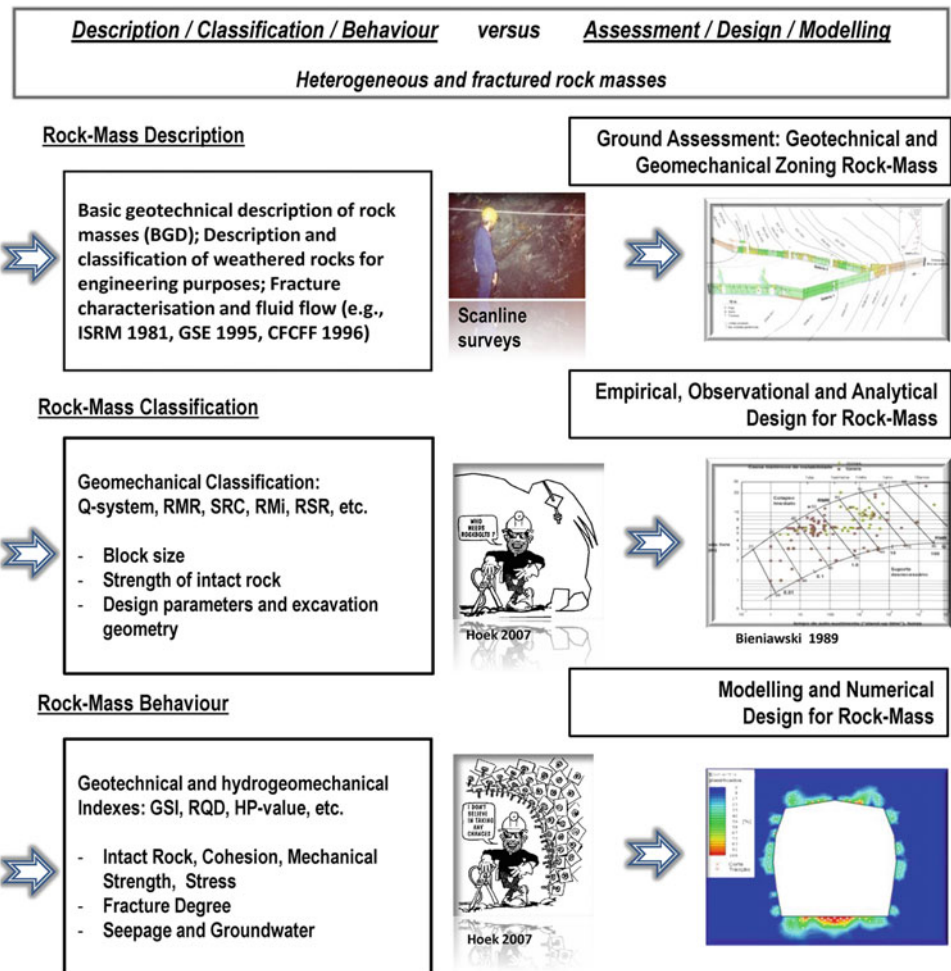 Description / Classification / Behaviour versus Assessment / Design / Modelling
Heterogeneous and fractured rock masses
Rock-Mass Description
Ground Assessment: Geotechnical and
Geomechanical Zoning Rock-Mass
Basic geotechnical description of rock
masses (BGD); Description and
classification of weathered rocks for
engineering purposes; Fracture
characterisation and fluid flow (e.g.,
ISRM 1981, GSE 1995, CFCFF 1996)
Scanline
surveys
Rock-Mass Classification
Empirical, Observational and Analytical
Design for Rock-Mass
Geomechanical Classification:
Q-system, RMR, SRC, RMi, RSR, etc.
- Block size
- Strength of intact rock
- Design parameters and excavation
geometry
WHO
NEEDS
ROCKBOLTS ?
Hoek 2007
Bieniawski 1989
Rock-Mass Behaviour
Modelling and Numerical
Design for Rock-Mass
Geotechnical and hydrogeomechanical
Indexes: GSI, RQD, HP-value, etc.
- Intact Rock, Cohesion, Mechanical
Strength, Stress
- Fracture Degree
- Seepage and Groundwater
I DON'T
BELIEVE
IN TAKING
ANY
CHANCES
Hoek 2007